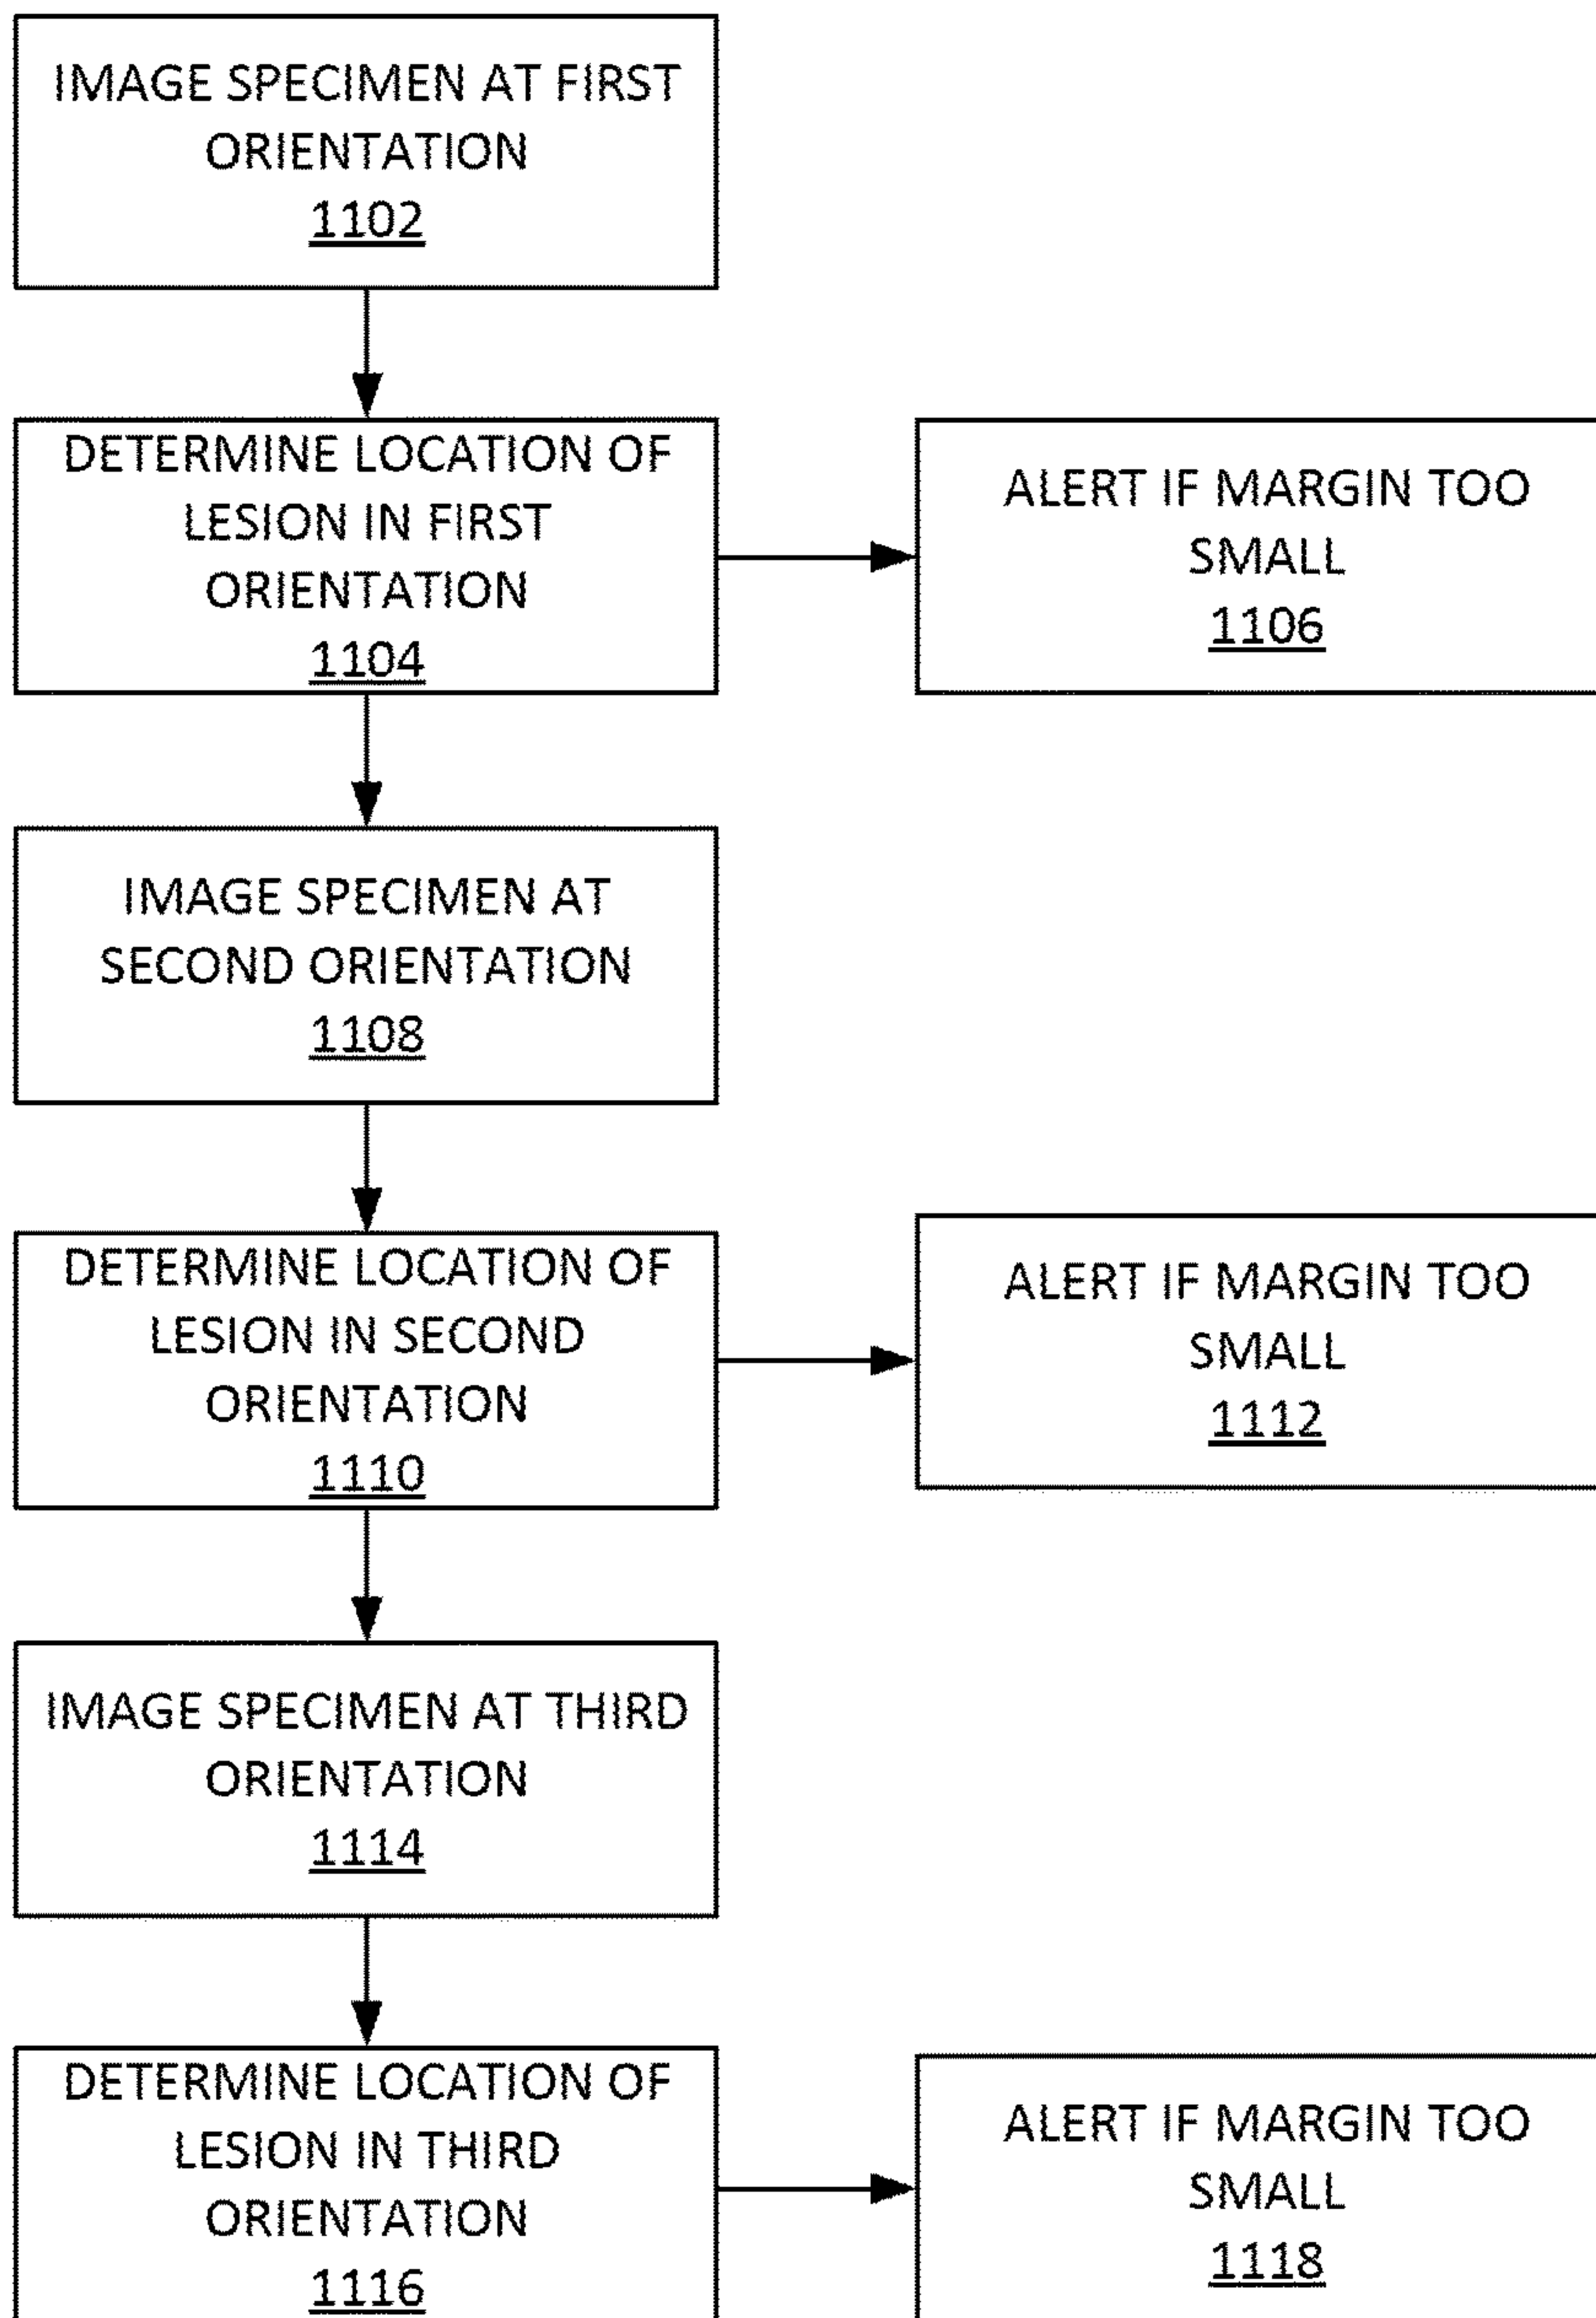 IMAGE SPECIMEN AT FIRST
ORIENTATION
1102
DETERMINE LOCATION OF
LESION IN FIRST
ORIENTATION
1104
ALERT IF MARGIN TOO
SMALL
1106
IMAGE SPECIMEN AT
SECOND ORIENTATION
1108
DETERMINE LOCATION OF
LESION IN SECOND
ORIENTATION
1110
ALERT IF MARGIN TOO
SMALL
1112
IMAGE SPECIMEN AT THIRD
ORIENTATION
1114
DETERMINE LOCATION OF
LESION IN THIRD
ORIENTATION
1116
ALERT IF MARGIN TOO
SMALL
1118